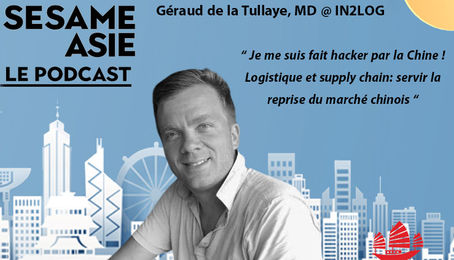 SESAME
ASIE
LE PODCAST
Géraud de la Tullaye, MD @ IN2LOG
“ Je me suis fait hacker par la Chine !
Logistique et supply chain: servir la
reprise du marché chinois “